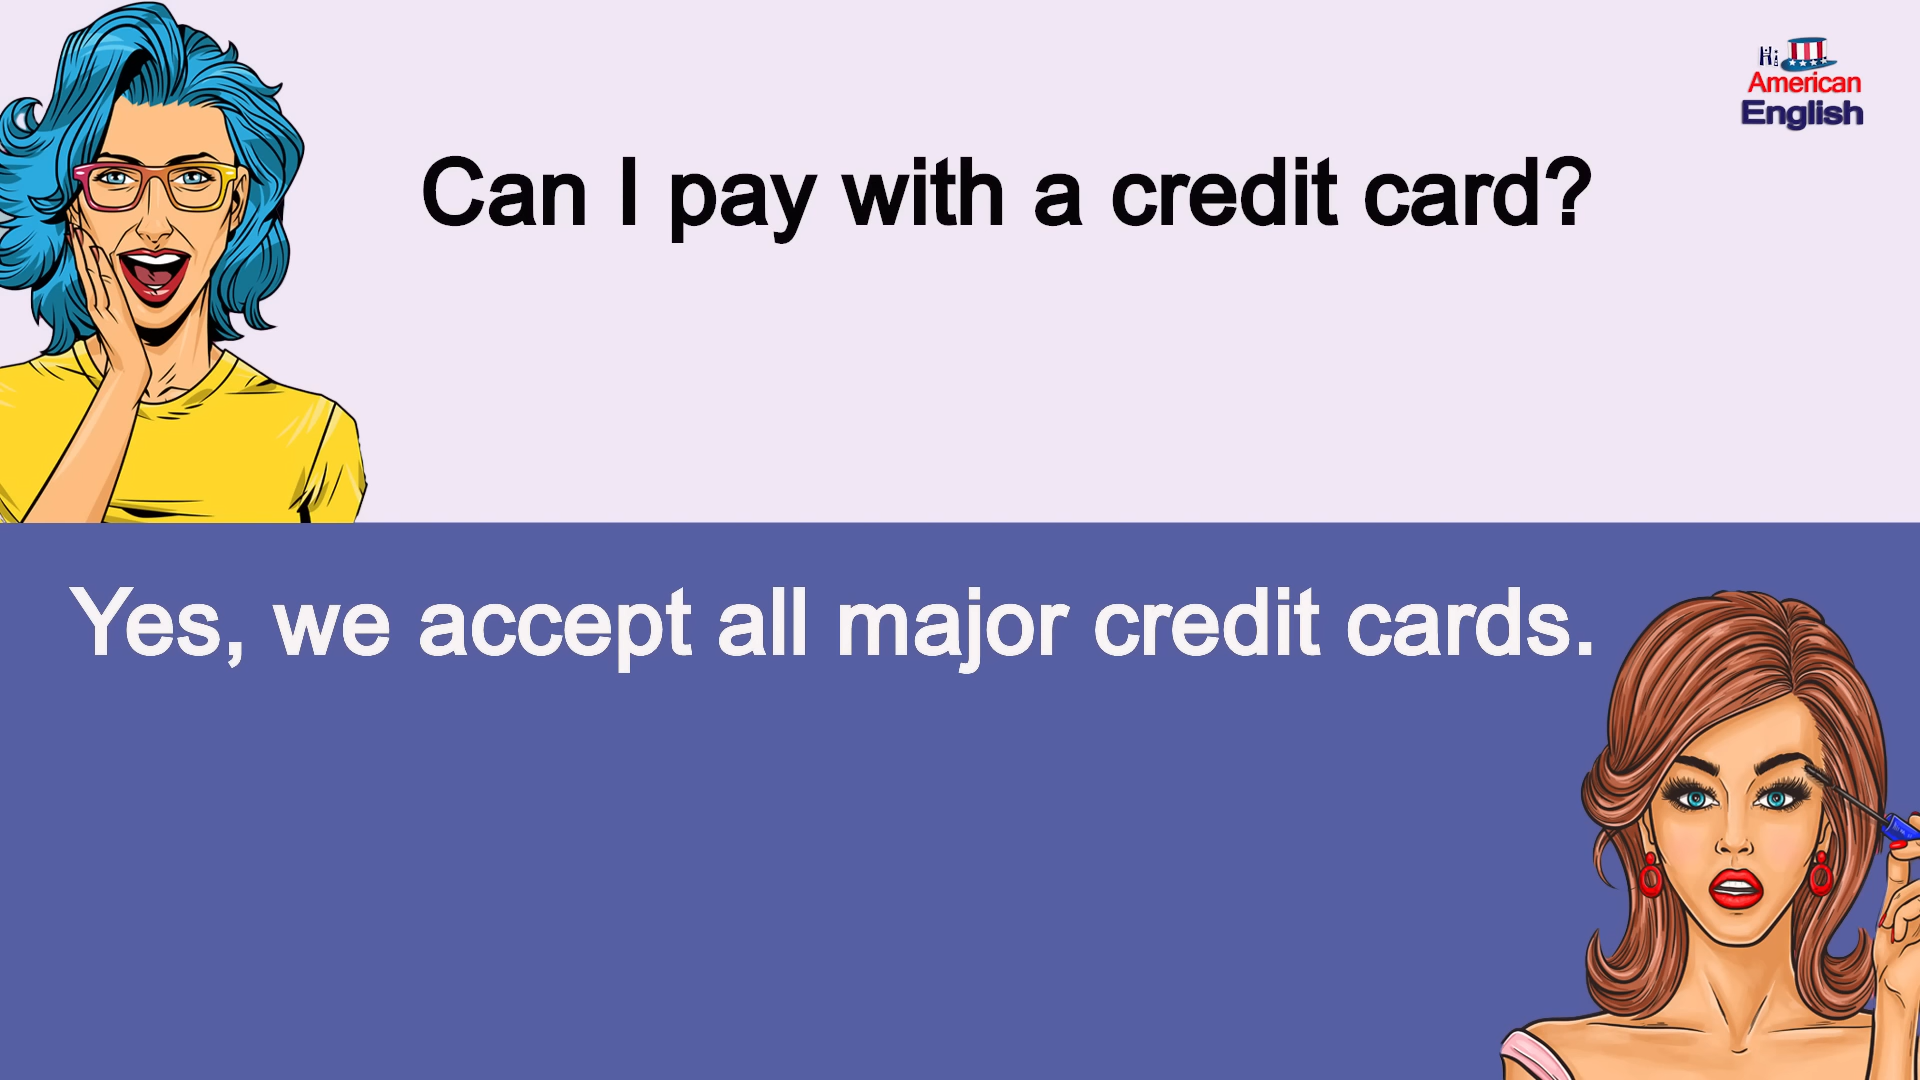 Hi
American
English
Can I pay with a credit card?
Yes, we accept all major credit cards.